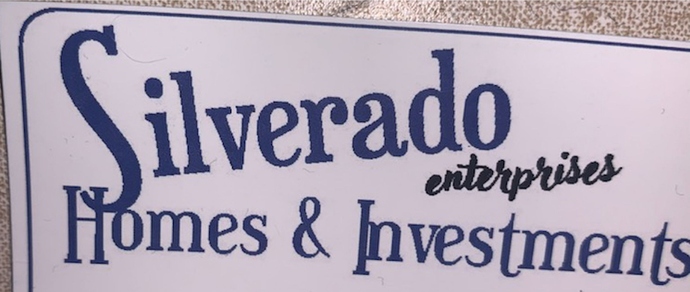 Silverado
enterprises
Homes & Investments